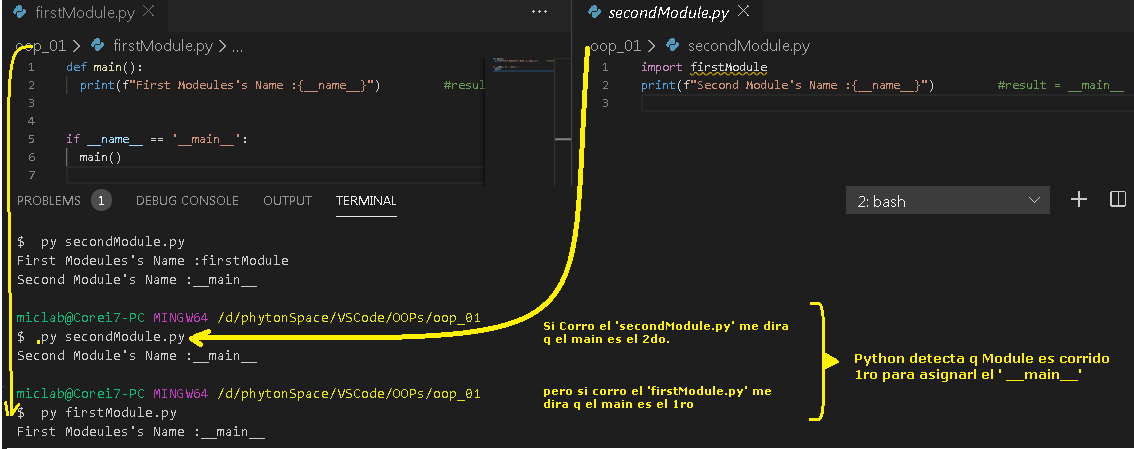 firstModule.py
secondModule.py
oop_01 > firstModule.py > ...
oop_01 > secondModule.py
1 def main():
2 print(f"First Modeules's Name :{__name__}") #resul
3
4
5 if __name__ == '__main__':
6 main()
7
1 import firstModule
2 print(f"Second Module's Name :{__name__}") #result = __main__
3
PROBLEMS 1 DEBUG CONSOLE OUTPUT TERMINAL
2: bash
$ py secondModule.py
First Modeules's Name :firstModule
Second Module's Name :__main__
miclab@Corei7-PC MINGW64 /d/phytonSpace/VSCode/OOPs/oop_01
$ py secondModule.py
Second Module's Name :__main__
miclab@Corei7-PC MINGW64 /d/phytonSpace/VSCode/OOPs/oop_01
$ py firstModule.py
First Modeules's Name :__main__
Si Corro el 'secondModule.py' me dira
q el main es el 2do.
pero si corro el 'firstModule.py' me
dira q el main es el 1ro
Python detecta q Module es corrido
1ro para asignarl el ' __main__'